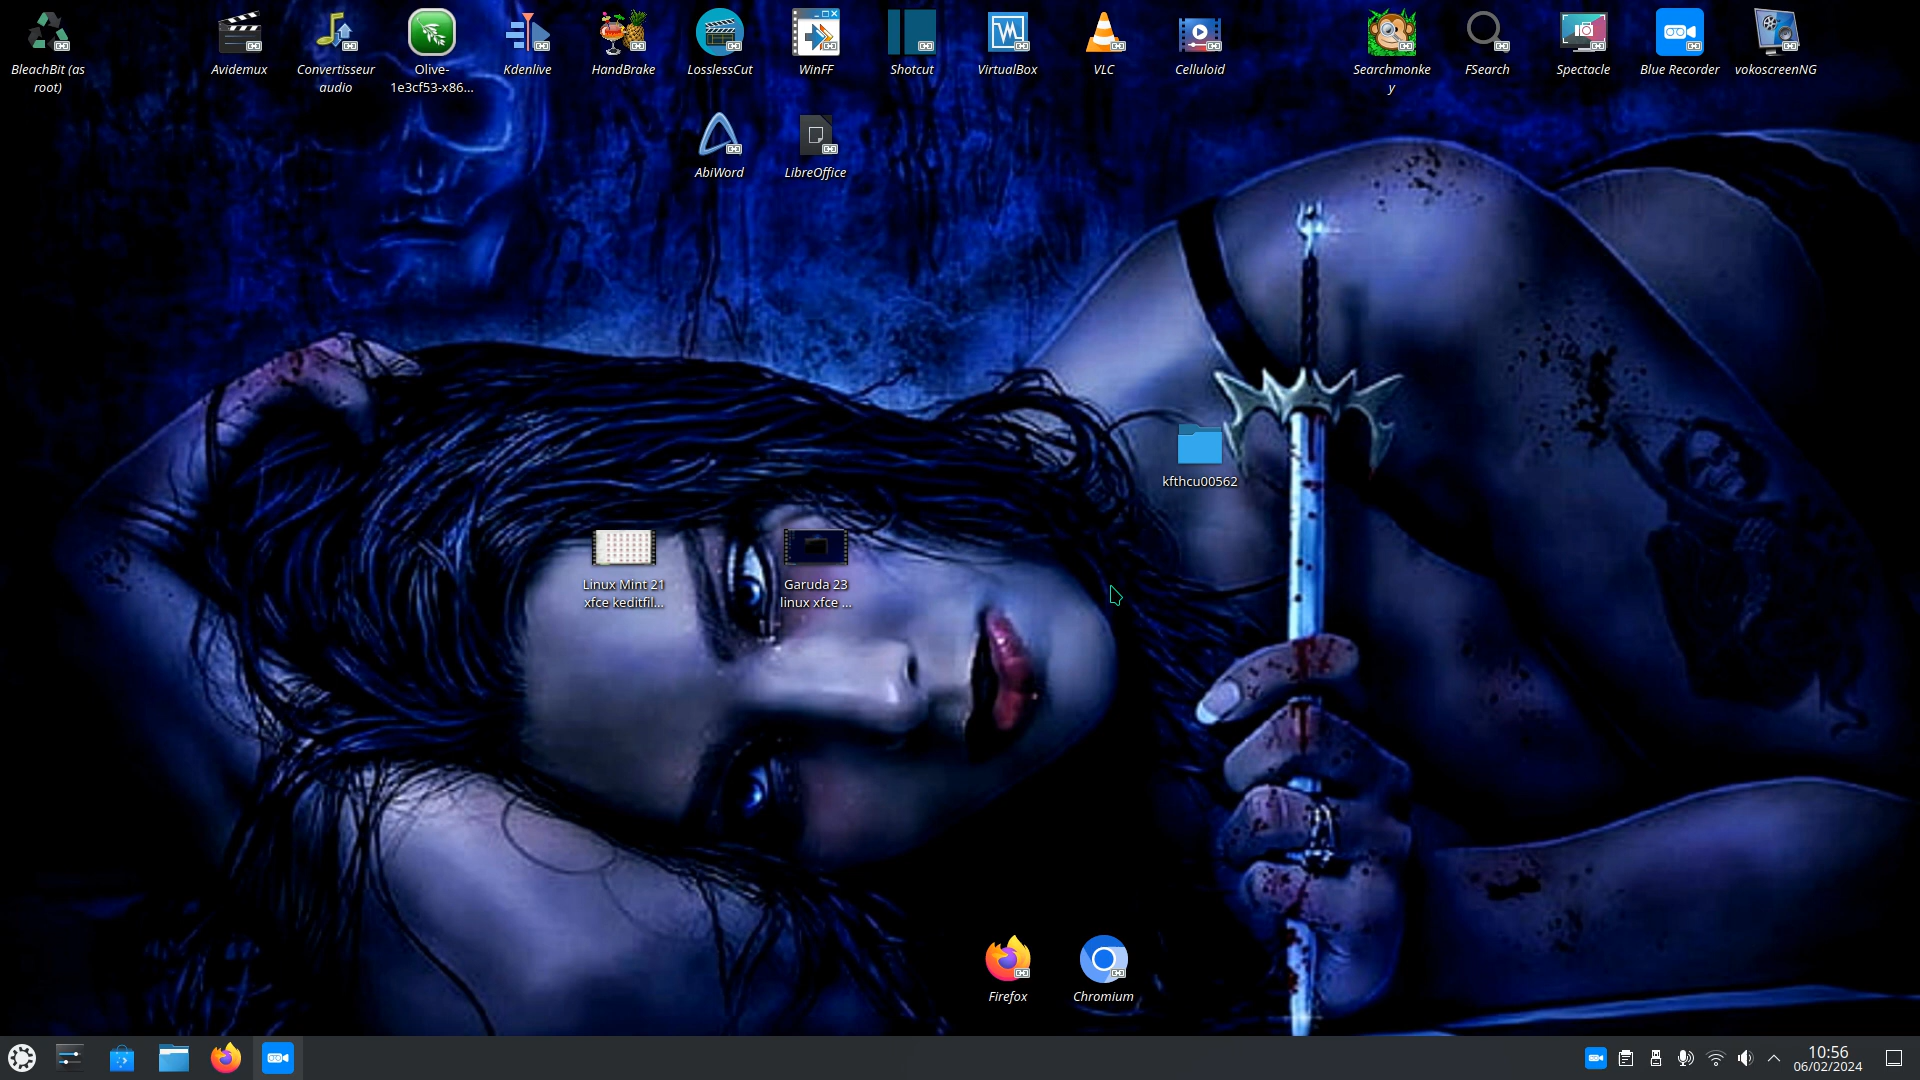 BleachBit (as
root)
Avidemux
Convertisseur
audio
Olive-
1e3cf53-x86...
Kdenlive
HandBrake
LosslessCut
WinFF
Shotcut
VirtualBox
VLC
Celluloid
Searchmonke
y
FSearch
Spectacle
Blue Recorder
vokoscreenNG
AbiWord
LibreOffice
kfthcu00562
Linux Mint 21
xfce keditfil...
Garuda 23
linux xfce ...
Firefox
Chromium
10:56
06/02/2024